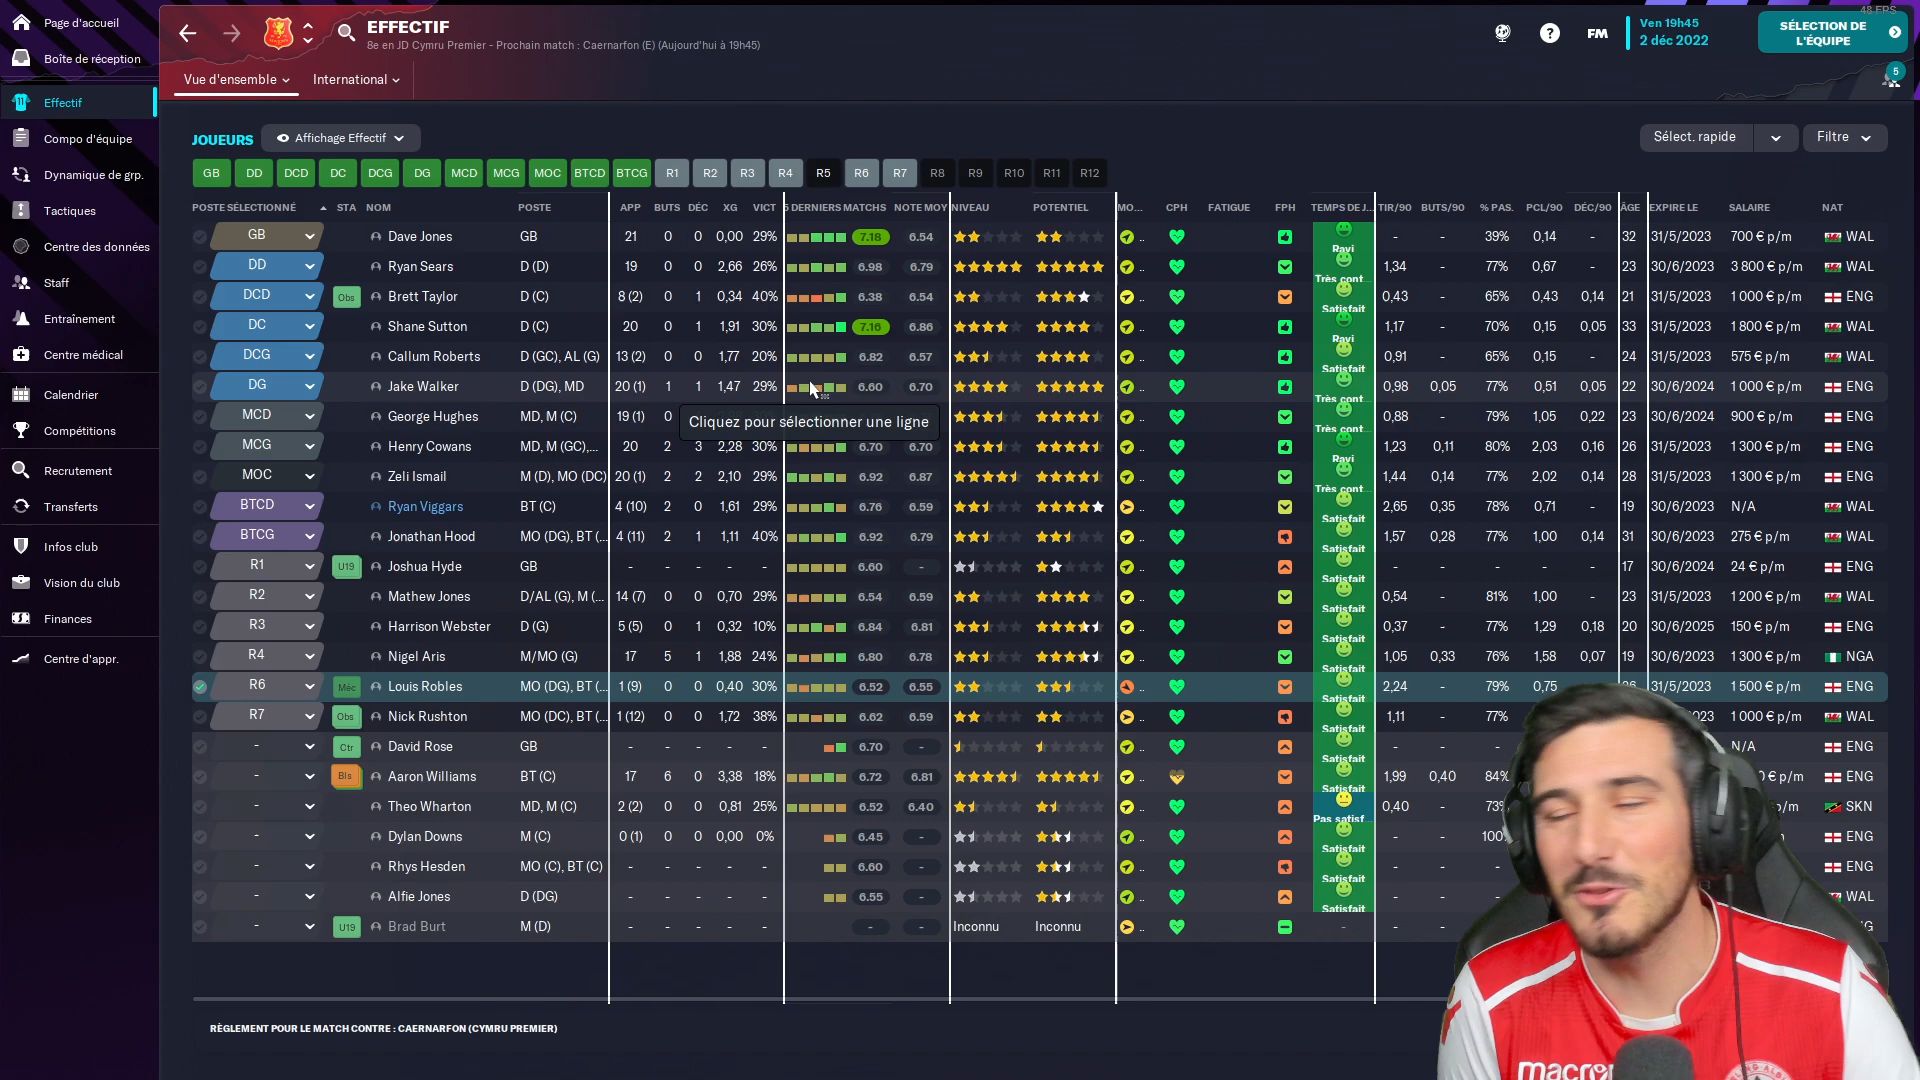 Page d'accueil
Boîte de réception
Effectif
Compo d'équipe
Dynamique de grp.
Tactiques
Centre des données
Staff
Entraînement
Centre médical
Calendrier
Compétitions
Recrutement
Transferts
Infos club
Vision du club
Finances
Centre d'appr.
EFFECTIF
8e en JD Cymru Premier - Prochain match : Caernarfon (E) (Aujourd'hui à 19h45)
48 FPS
FM
Ven 19h45
2 déc 2022
SÉLECTION DE L'ÉQUIPE
5
Vue d'ensemble
International
JOUEURS
Affichage Effectif
Sélect. rapide
Filtre
GB DD DCD DC DCG DG MCD MCG MOC BTCD BTCG R1 R2 R3 R4 R5 R6 R7 R8 R9 R10 R11 R12
POSTE SÉLECTIONNÉ STA NOM POSTE APP BUTS DÉC XG VICT 5 DERNIERS MATCHS NOTE MOY NIVEAU POTENTIEL MO... CPH FATIGUE FPH TEMPS DE J... TIR/90 BUTS/90 % PAS. PCL/90 DÉC/90 ÂGE EXPIRE LE SALAIRE NAT
GB Dave Jones GB 21 0 0 0,00 29% 7.18 6.54 .. Ravi - - 39% 0,14 - 32 31/5/2023 700 € p/m WAL
DD Ryan Sears D (D) 19 0 0 2,66 26% 6.98 6.79 .. Très cont... 1,34 - 77% 0,67 - 23 30/6/2023 3 800 € p/m WAL
DCD Obs Brett Taylor D (C) 8 (2) 0 1 0,34 40% 6.38 6.54 .. Satisfait 0,43 - 65% 0,43 0,14 21 31/5/2023 1 000 € p/m ENG
DC Shane Sutton D (C) 20 0 1 1,91 30% 7.16 6.86 .. Ravi 1,17 - 70% 0,15 0,05 33 31/5/2023 1 800 € p/m WAL
DCG Callum Roberts D (GC), AL (G) 13 (2) 0 0 1,77 20% 6.82 6.57 .. Satisfait 0,91 - 65% 0,15 - 24 31/5/2023 575 € p/m WAL
DG Jake Walker D (DG), MD 20 (1) 1 1 1,47 29% 6.60 6.70 .. Très cont... 0,98 0,05 77% 0,51 0,05 22 30/6/2024 1 000 € p/m ENG
MCD George Hughes MD, M (C) 19 (1) 0 .. Très cont... 0,88 - 79% 1,05 0,22 23 30/6/2024 900 € p/m ENG
Cliquez pour sélectionner une ligne
MCG Henry Cowans MD, M (GC),... 20 2 3 2,28 30% 6.70 6.70 .. Ravi 1,23 0,11 80% 2,03 0,16 26 31/5/2023 1 300 € p/m ENG
MOC Zeli Ismail M (D), MO (DC) 20 (1) 2 2 2,10 29% 6.92 6.87 .. Très cont... 1,44 0,14 77% 2,02 0,14 28 31/5/2023 1 300 € p/m ENG
BTCD Ryan Viggars BT (C) 4 (10) 2 0 1,61 29% 6.76 6.59 .. Satisfait 2,65 0,35 78% 0,71 - 19 30/6/2023 N/A WAL
BTCG Jonathan Hood MO (DG), BT (... 4 (11) 2 1 1,11 40% 6.92 6.79 .. Satisfait 1,57 0,28 77% 1,00 0,14 31 31/5/2023 275 € p/m WAL
R1 U19 Joshua Hyde GB - - - - - 6.60 - .. Satisfait - - - - - 17 30/6/2024 24 € p/m ENG
R2 Mathew Jones D/AL (G), M (... 14 (7) 0 0 0,70 29% 6.54 6.59 .. Satisfait 0,54 - 81% 1,00 - 23 31/5/2023 1 200 € p/m WAL
R3 Harrison Webster D (G) 5 (5) 0 1 0,32 10% 6.84 6.81 .. Satisfait 0,37 - 77% 1,29 0,18 20 30/6/2025 150 € p/m ENG
R4 Nigel Aris M/MO (G) 17 5 1 1,88 24% 6.80 6.78 .. Satisfait 1,05 0,33 76% 1,58 0,07 19 30/6/2023 1 300 € p/m NGA
R6 Méc Louis Robles MO (DG), BT (... 1 (9) 0 0 0,40 30% 6.52 6.55 .. Satisfait 2,24 - 79% 0,75 31/5/2023 1 500 € p/m ENG
R7 Obs Nick Rushton MO (DC), BT (... 1 (12) 0 0 1,72 38% 6.62 6.59 .. Satisfait 1,11 - 77% 1 000 € p/m WAL
- Ctr David Rose GB - - - - - 6.70 - .. Satisfait - - - N/A ENG
- Bls Aaron Williams BT (C) 17 6 0 3,38 18% 6.72 6.81 .. Satisfait 1,99 0,40 84% € p/m ENG
- Theo Wharton MD, M (C) 2 (2) 0 0 0,81 25% 6.52 6.40 .. Pas satisf... 0,40 - 73% p/m SKN
- Dylan Downs M (C) 0 (1) 0 0 0,00 0% 6.45 - .. Satisfait - - 100% ENG
- Rhys Hesden MO (C), BT (C) - - - - - 6.60 - .. Satisfait - - - ENG
- Alfie Jones D (DG) - - - - - 6.55 - .. Satisfait - - - WAL
- U19 Brad Burt M (D) - - - - - - - Inconnu Inconnu .. - - -
RÈGLEMENT POUR LE MATCH CONTRE : CAERNARFON (CYMRU PREMIER)
macron